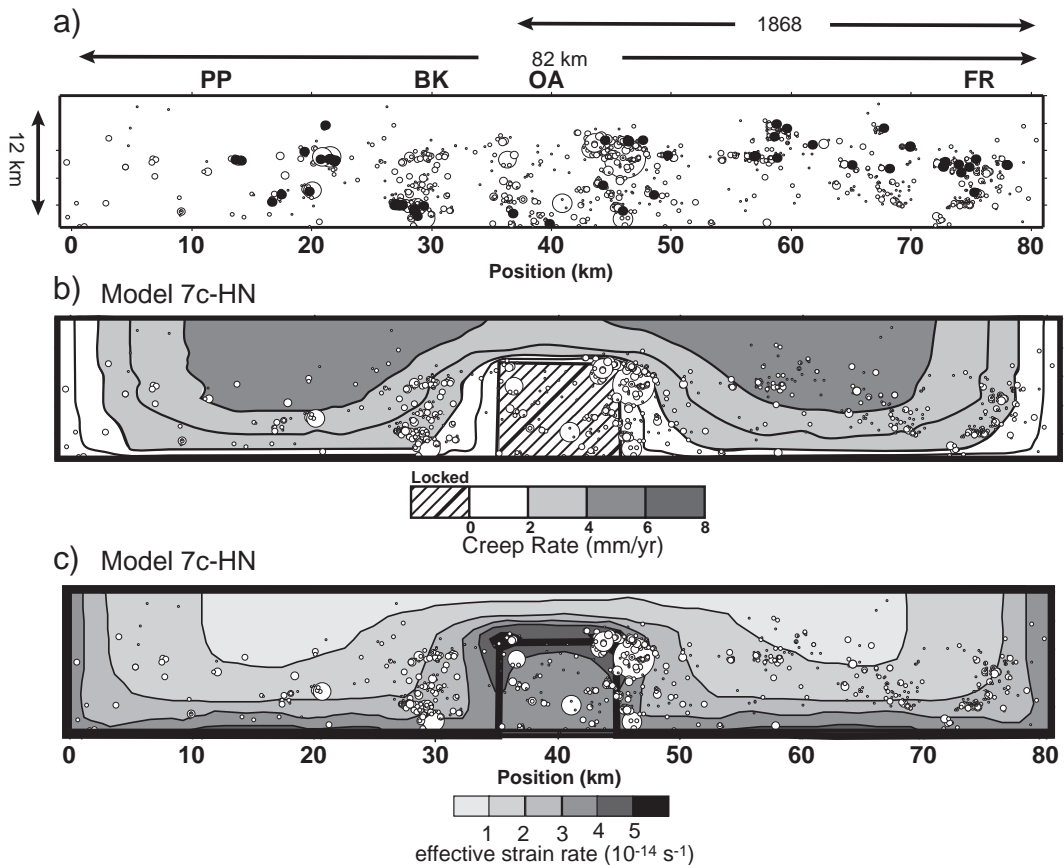 a)
1868
82 km
PP BK OA FR
12 km
0 10 20 30 40 50 60 70 80
Position (km)
b) Model 7c-HN
Locked
0 2 4 6 8
Creep Rate (mm/yr)
c) Model 7c-HN
0 10 20 30 40 50 60 70 80
Position (km)
1 2 3 4 5
effective strain rate (10⁻¹⁴ s⁻¹)